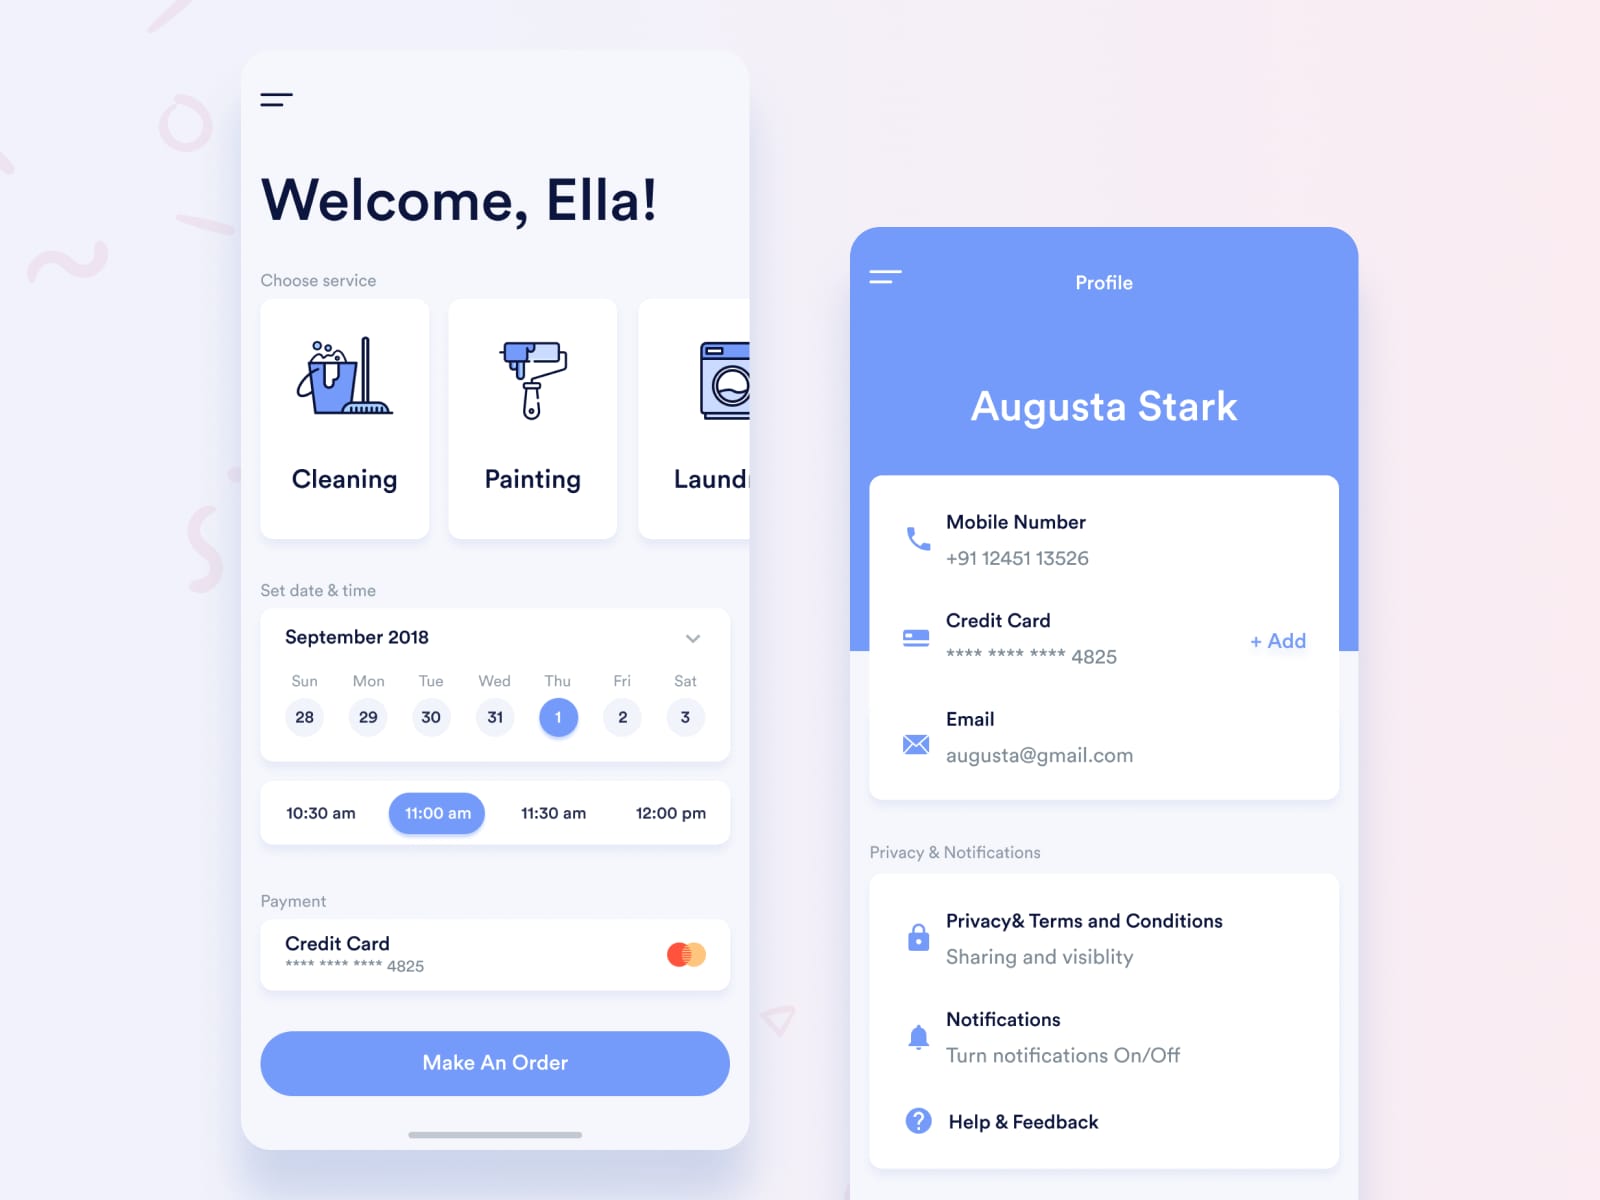 Welcome, Ella!
Choose service
Cleaning Painting Laund
Set date & time
September 2018
Sun Mon Tue Wed Thu Fri Sat
28 29 30 31 1 2 3
10:30 am 11:00 am 11:30 am 12:00 pm
Payment
Credit Card
**** **** **** 4825
Make An Order
Profile
Augusta Stark
Mobile Number
+91 12451 13526
Credit Card
**** **** **** 4825
+ Add
Email
augusta@gmail.com
Privacy & Notifications
Privacy& Terms and Conditions
Sharing and visiblity
Notifications
Turn notifications On/Off
? Help & Feedback